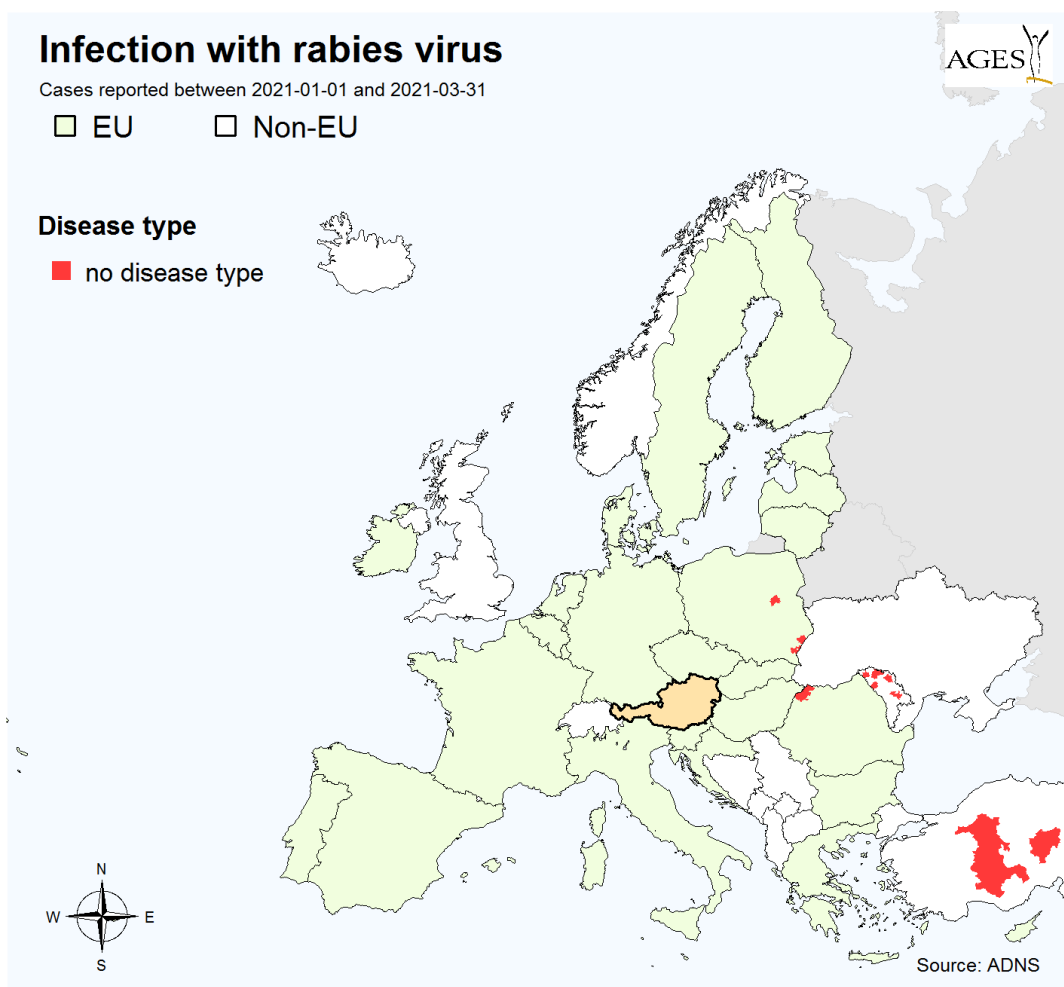 Infection with rabies virus
Cases reported between 2021-01-01 and 2021-03-31
EU Non-EU
AGES
Disease type
no disease type
N
W E
S
Source: ADNS